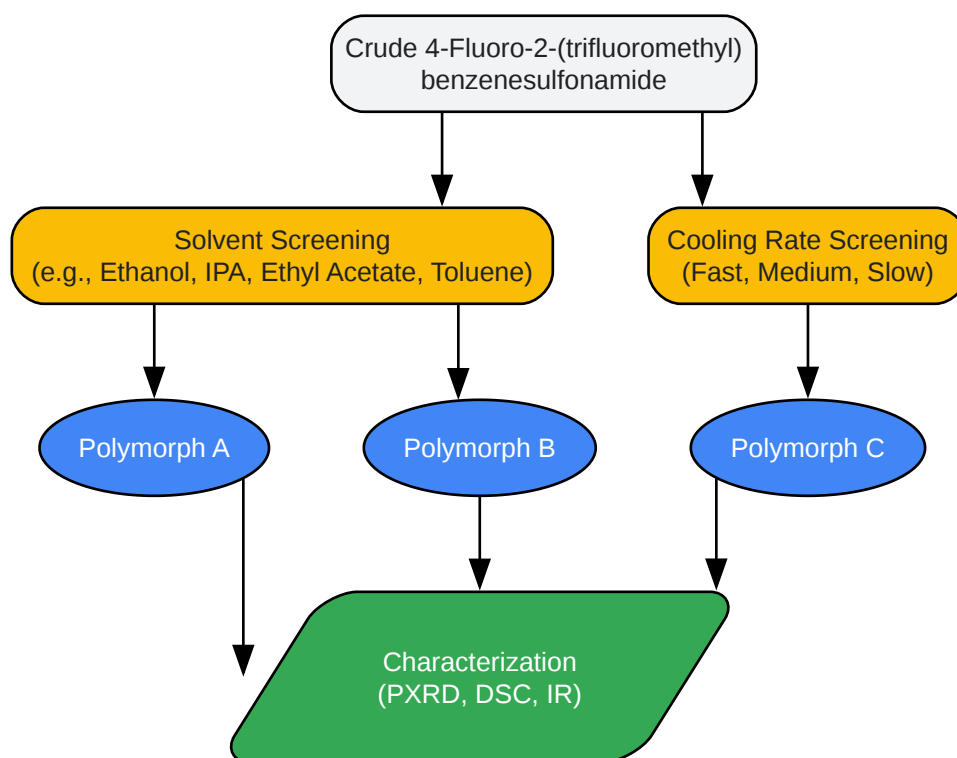 Crude 4-Fluoro-2-(trifluoromethyl)
benzenesulfonamide
Solvent Screening
(e.g., Ethanol, IPA, Ethyl Acetate, Toluene)
Cooling Rate Screening
(Fast, Medium, Slow)
Polymorph A
Polymorph B
Polymorph C
Characterization
(PXRD, DSC, IR)